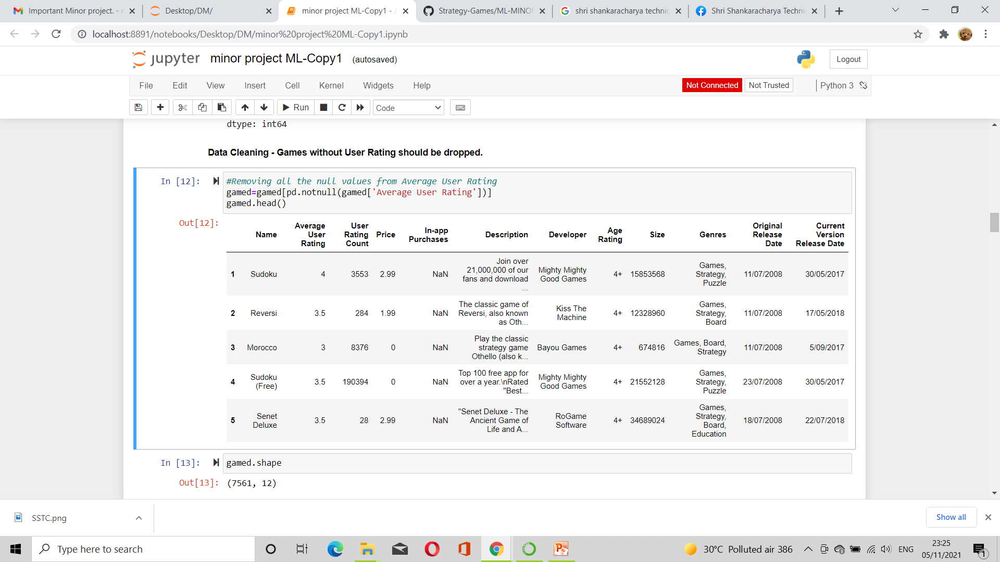 Important Minor project. - r
Desktop/DM/
minor project ML-Copy1 - J
Strategy-Games/ML-MINOR
shri shankaracharya technic
Shri Shankaracharya Techni
localhost:8891/notebooks/Desktop/DM/minor%20project%20ML-Copy1.ipynb
jupyter minor project ML-Copy1 (autosaved)
Logout
File Edit View Insert Cell Kernel Widgets Help
Not Connected Not Trusted Python 3
Run Code
dtype: int64
Data Cleaning - Games without User Rating should be dropped.
In [12]:
#Removing all the null values from Average User Rating
gamed=gamed[pd.notnull(gamed['Average User Rating'])]
gamed.head()
Out[12]:
Name
Average
User
Rating
User
Rating
Count
Price
In-app
Purchases
Description
Developer
Age
Rating
Size
Genres
Original
Release
Date
Current
Version
Release Date
1
Sudoku
4
3553
2.99
NaN
Join over
21,000,000 of our
fans and download
...
Mighty Mighty
Good Games
4+
15853568
Games,
Strategy,
Puzzle
11/07/2008
30/05/2017
2
Reversi
3.5
284
1.99
NaN
The classic game of
Reversi, also known
as Oth...
Kiss The
Machine
4+
12328960
Games,
Strategy,
Board
11/07/2008
17/05/2018
3
Morocco
3
8376
0
NaN
Play the classic
strategy game
Othello (also k...
Bayou Games
4+
674816
Games, Board,
Strategy
11/07/2008
5/09/2017
4
Sudoku
(Free)
3.5
190394
0
NaN
Top 100 free app for
over a year.\nRated
"Best...
Mighty Mighty
Good Games
4+
21552128
Games,
Strategy,
Puzzle
23/07/2008
30/05/2017
5
Senet
Deluxe
3.5
28
2.99
NaN
"Senet Deluxe - The
Ancient Game of
Life and A...
RoGame
Software
4+
34689024
Games,
Strategy,
Board,
Education
18/07/2008
22/07/2018
In [13]:
gamed.shape
Out[13]:
(7561, 12)
SSTC.png
Show all
Type here to search
30°C Polluted air 386
ENG
23:25
05/11/2021
1